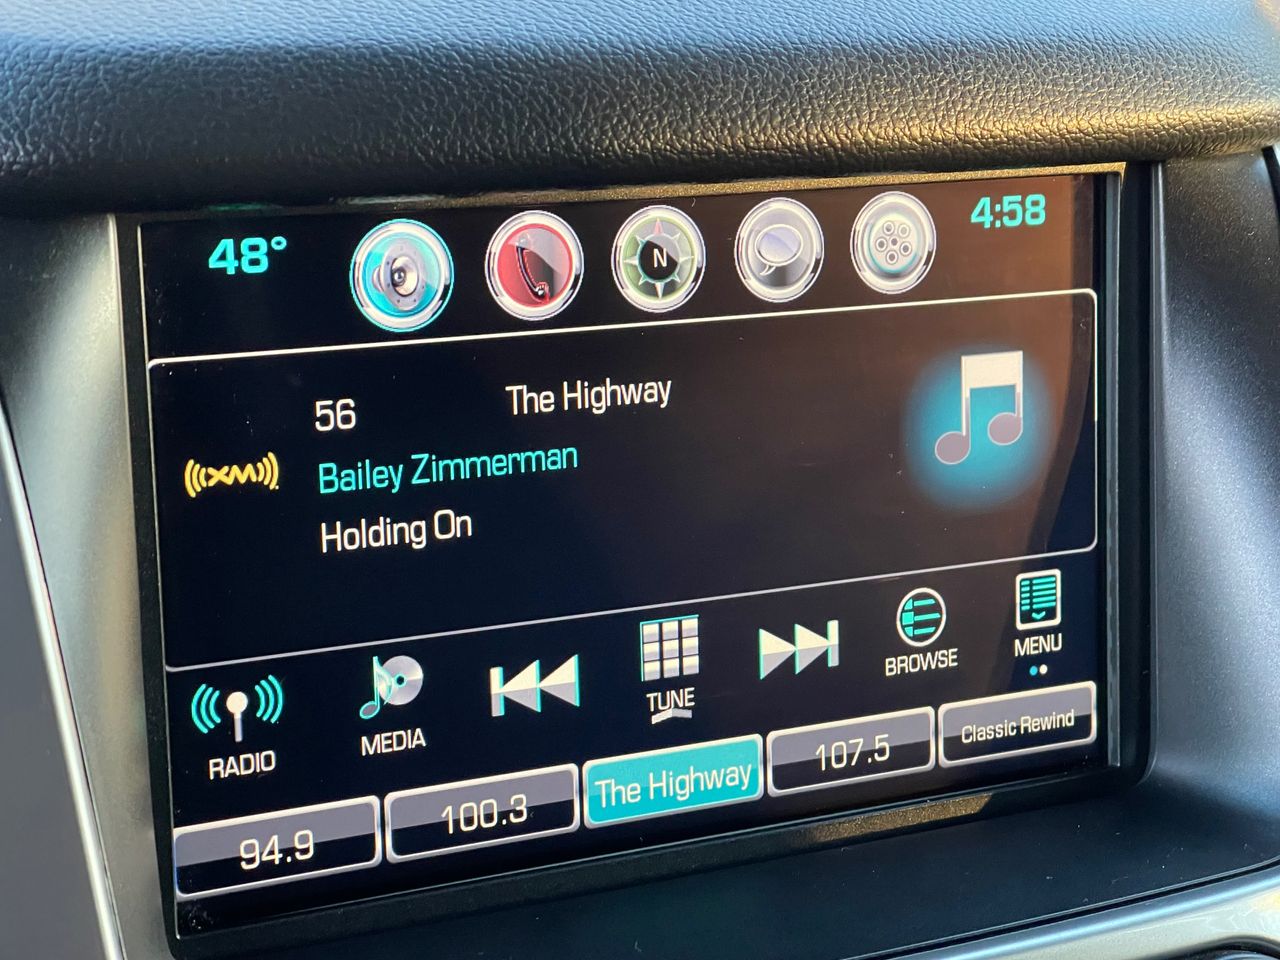 48°
N
4:58
56
The Highway
((XM))
Bailey Zimmerman
Holding On
RADIO
MEDIA
TUNE
BROWSE
MENU
94.9
100.3
The Highway
107.5
Classic Rewind